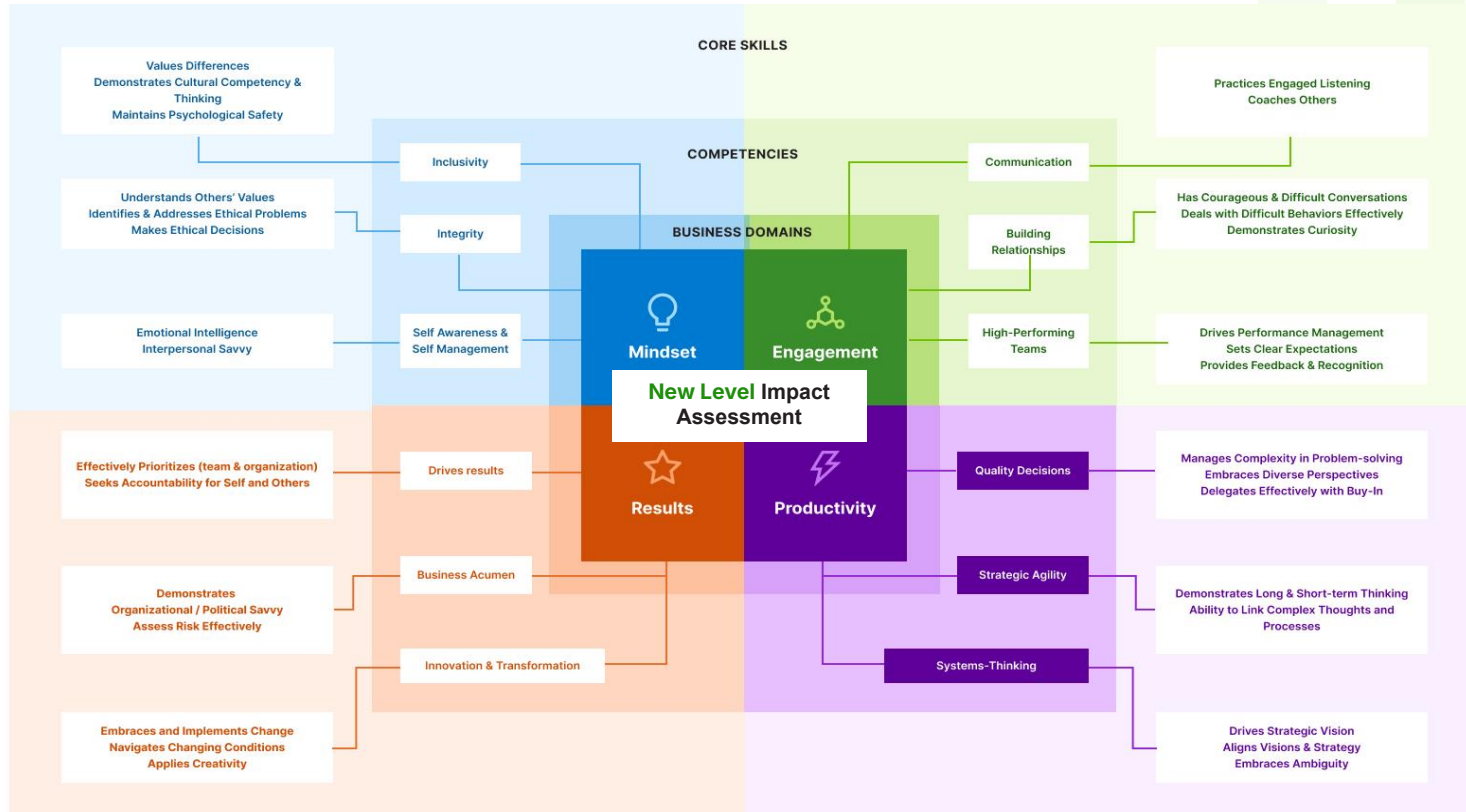 CORE SKILLS
COMPETENCIES
BUSINESS DOMAINS
Values Differences
Demonstrates Cultural Competency &
Thinking
Maintains Psychological Safety
Inclusivity
Understands Others' Values
Identifies & Addresses Ethical Problems
Makes Ethical Decisions
Integrity
Emotional Intelligence
Interpersonal Savvy
Self Awareness &
Self Management
Mindset
Practices Engaged Listening
Coaches Others
Communication
Has Courageous & Difficult Conversations
Deals with Difficult Behaviors Effectively
Demonstrates Curiosity
Building
Relationships
Drives Performance Management
Sets Clear Expectations
Provides Feedback & Recognition
High-Performing
Teams
Engagement
New Level Impact
Assessment
Effectively Prioritizes (team & organization)
Seeks Accountability for Self and Others
Drives results
Results
Demonstrates
Organizational / Political Savvy
Assess Risk Effectively
Business Acumen
Embraces and Implements Change
Navigates Changing Conditions
Applies Creativity
Innovation & Transformation
Productivity
Quality Decisions
Manages Complexity in Problem-solving
Embraces Diverse Perspectives
Delegates Effectively with Buy-In
Strategic Agility
Demonstrates Long & Short-term Thinking
Ability to Link Complex Thoughts and
Processes
Systems-Thinking
Drives Strategic Vision
Aligns Visions & Strategy
Embraces Ambiguity